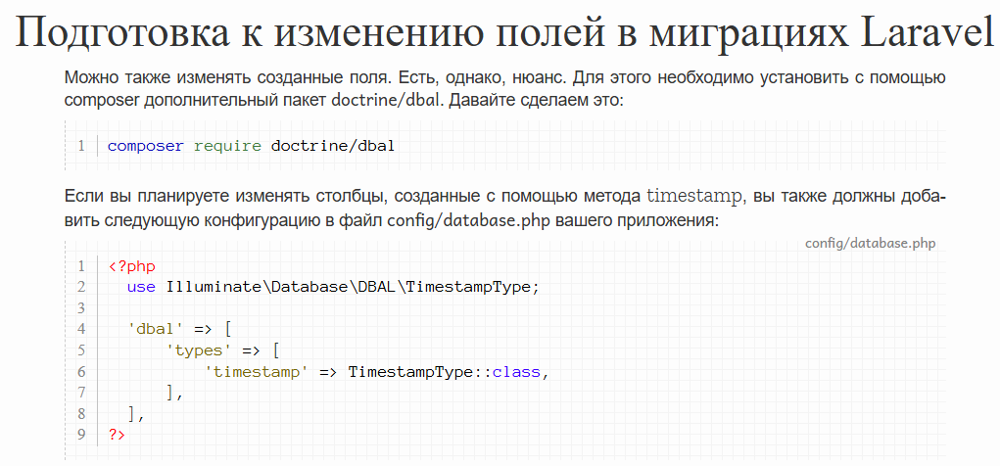 Подготовка к изменению полей в миграциях Laravel
Можно также изменять созданные поля. Есть, однако, нюанс. Для этого необходимо установить с помощью
composer дополнительный пакет doctrine/dbal. Давайте сделаем это:
1 composer require doctrine/dbal
Если вы планируете изменять столбцы, созданные с помощью метода timestamp, вы также должны доба-
вить следующую конфигурацию в файл config/database.php вашего приложения:
config/database.php
1 <?php
2   use Illuminate\Database\DBAL\TimestampType;
3
4   'dbal' => [
5       'types' => [
6           'timestamp' => TimestampType::class,
7       ],
8   ],
9 ?>